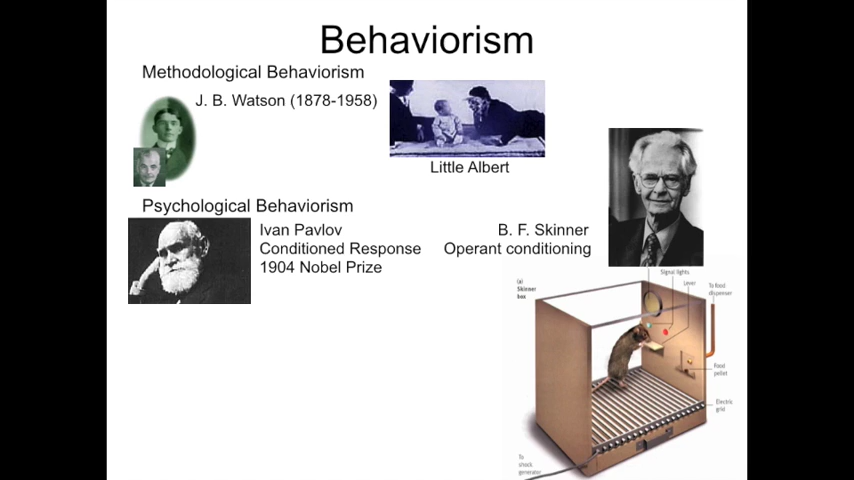 Behaviorism
Methodological Behaviorism
J. B. Watson (1878-1958)
Little Albert
Psychological Behaviorism
Ivan Pavlov
Conditioned Response
1904 Nobel Prize
B. F. Skinner
Operant conditioning
(a)
Skinner
box
Signal lights
Lever
To food
dispenser
Food
pellet
Electric
grid
To
shock
generator